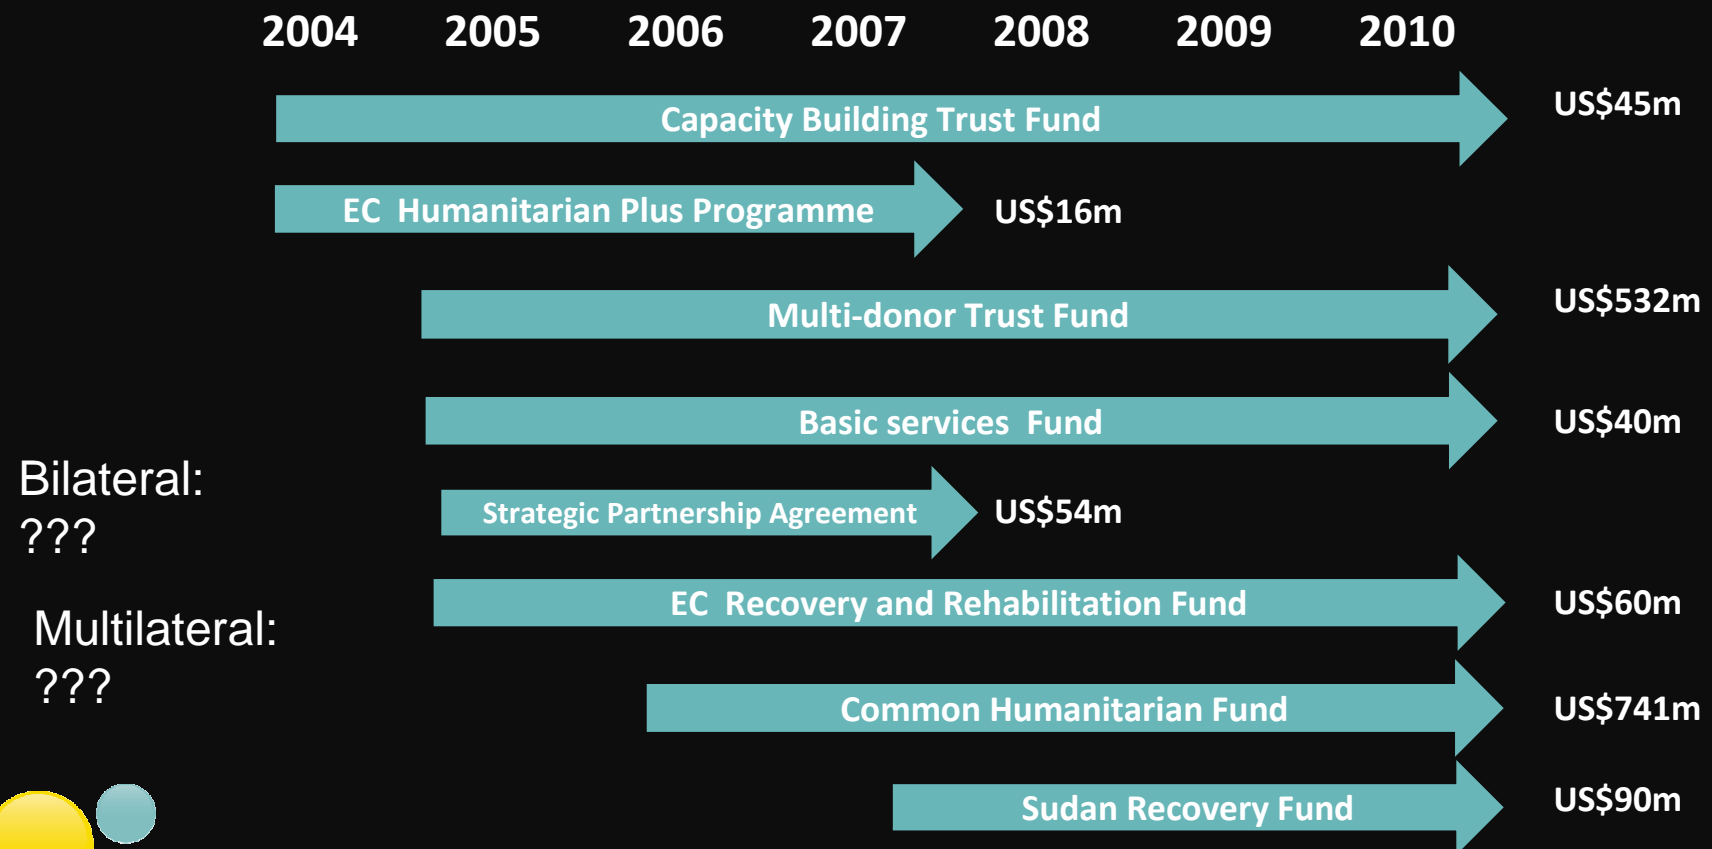 2004 2005 2006 2007 2008 2009 2010
Capacity Building Trust Fund US$45m
EC Humanitarian Plus Programme US$16m
Multi-donor Trust Fund US$532m
Basic services Fund US$40m
Bilateral:
???
Strategic Partnership Agreement US$54m
EC Recovery and Rehabilitation Fund US$60m
Multilateral:
???
Common Humanitarian Fund US$741m
Sudan Recovery Fund US$90m